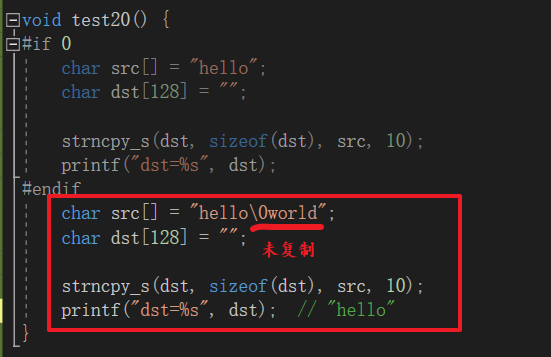 void test20() {
#if 0
char src[] = "hello";
char dst[128] = "";
strncpy_s(dst, sizeof(dst), src, 10);
printf("dst=%s", dst);
#endif
char src[] = "hello\0world";
char dst[128] = "";
未复制
strncpy_s(dst, sizeof(dst), src, 10);
printf("dst=%s", dst);  // "hello"
}